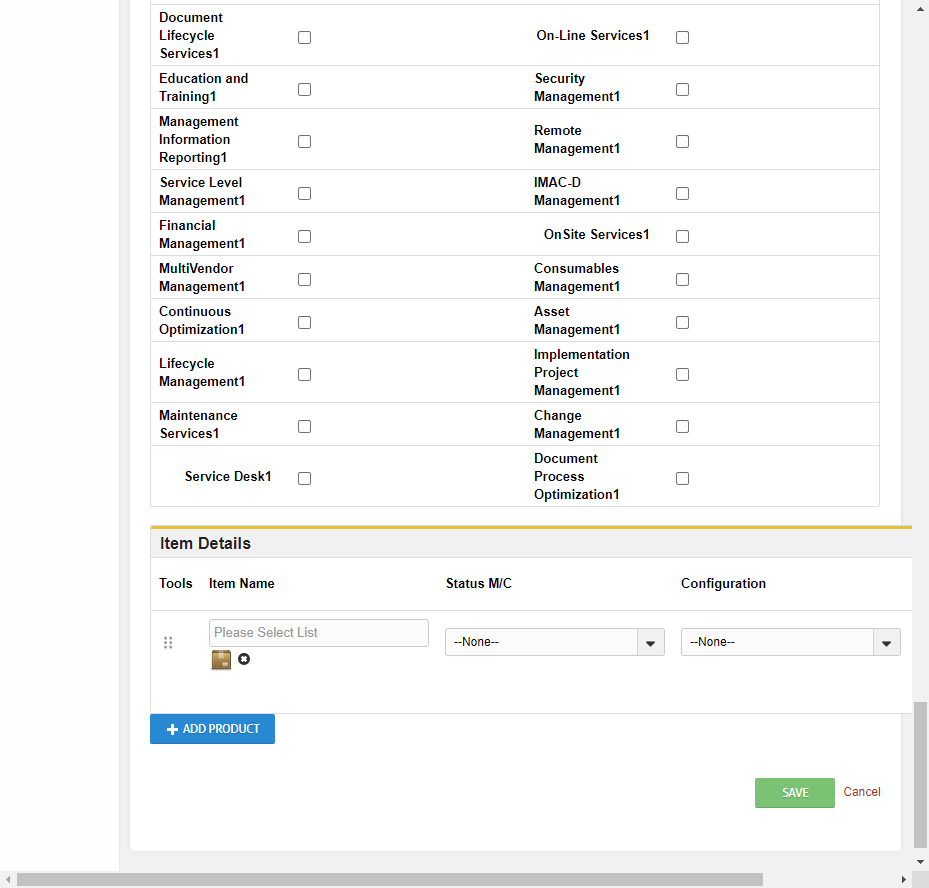 Document
Lifecycle
Services1
On-Line Services1
Education and
Training1
Security
Management1
Management
Information
Reporting1
Remote
Management1
Service Level
Management1
IMAC-D
Management1
Financial
Management1
OnSite Services1
MultiVendor
Management1
Consumables
Management1
Continuous
Optimization1
Asset
Management1
Lifecycle
Management1
Implementation
Project
Management1
Maintenance
Services1
Change
Management1
Service Desk1
Document
Process
Optimization1
Item Details
Tools Item Name Status M/C Configuration
Please Select List --None-- --None--
ADD PRODUCT
SAVE Cancel